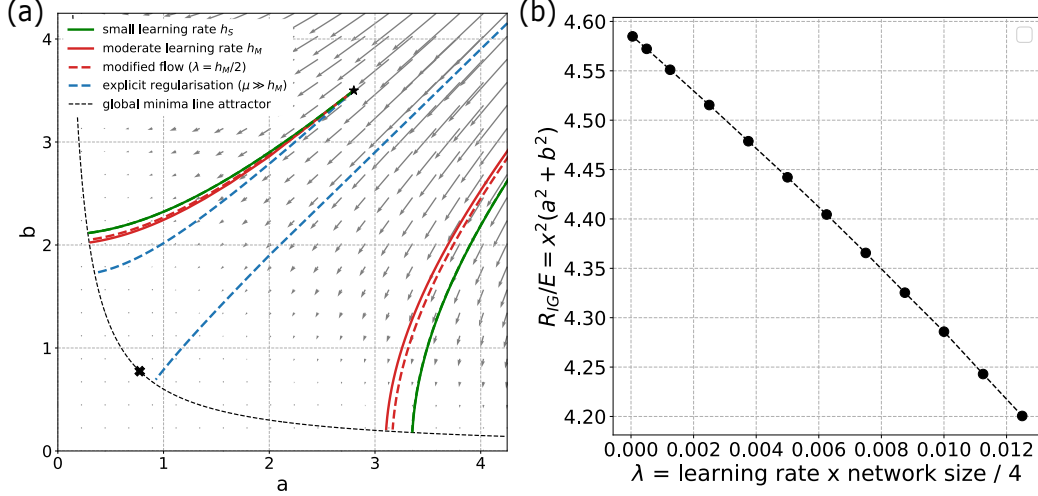 (a)
small learning rate h_S
moderate learning rate h_M
modified flow (λ = h_M/2)
explicit regularisation (μ ≫ h_M)
global minima line attractor
4
3
2
1
0
b
0
1
2
3
4
a
(b)
4.60
4.55
4.50
4.45
4.40
4.35
4.30
4.25
4.20
R_{IG}/E = x²(a² + b²)
0.000
0.002
0.004
0.006
0.008
0.010
0.012
λ = learning rate x network size / 4